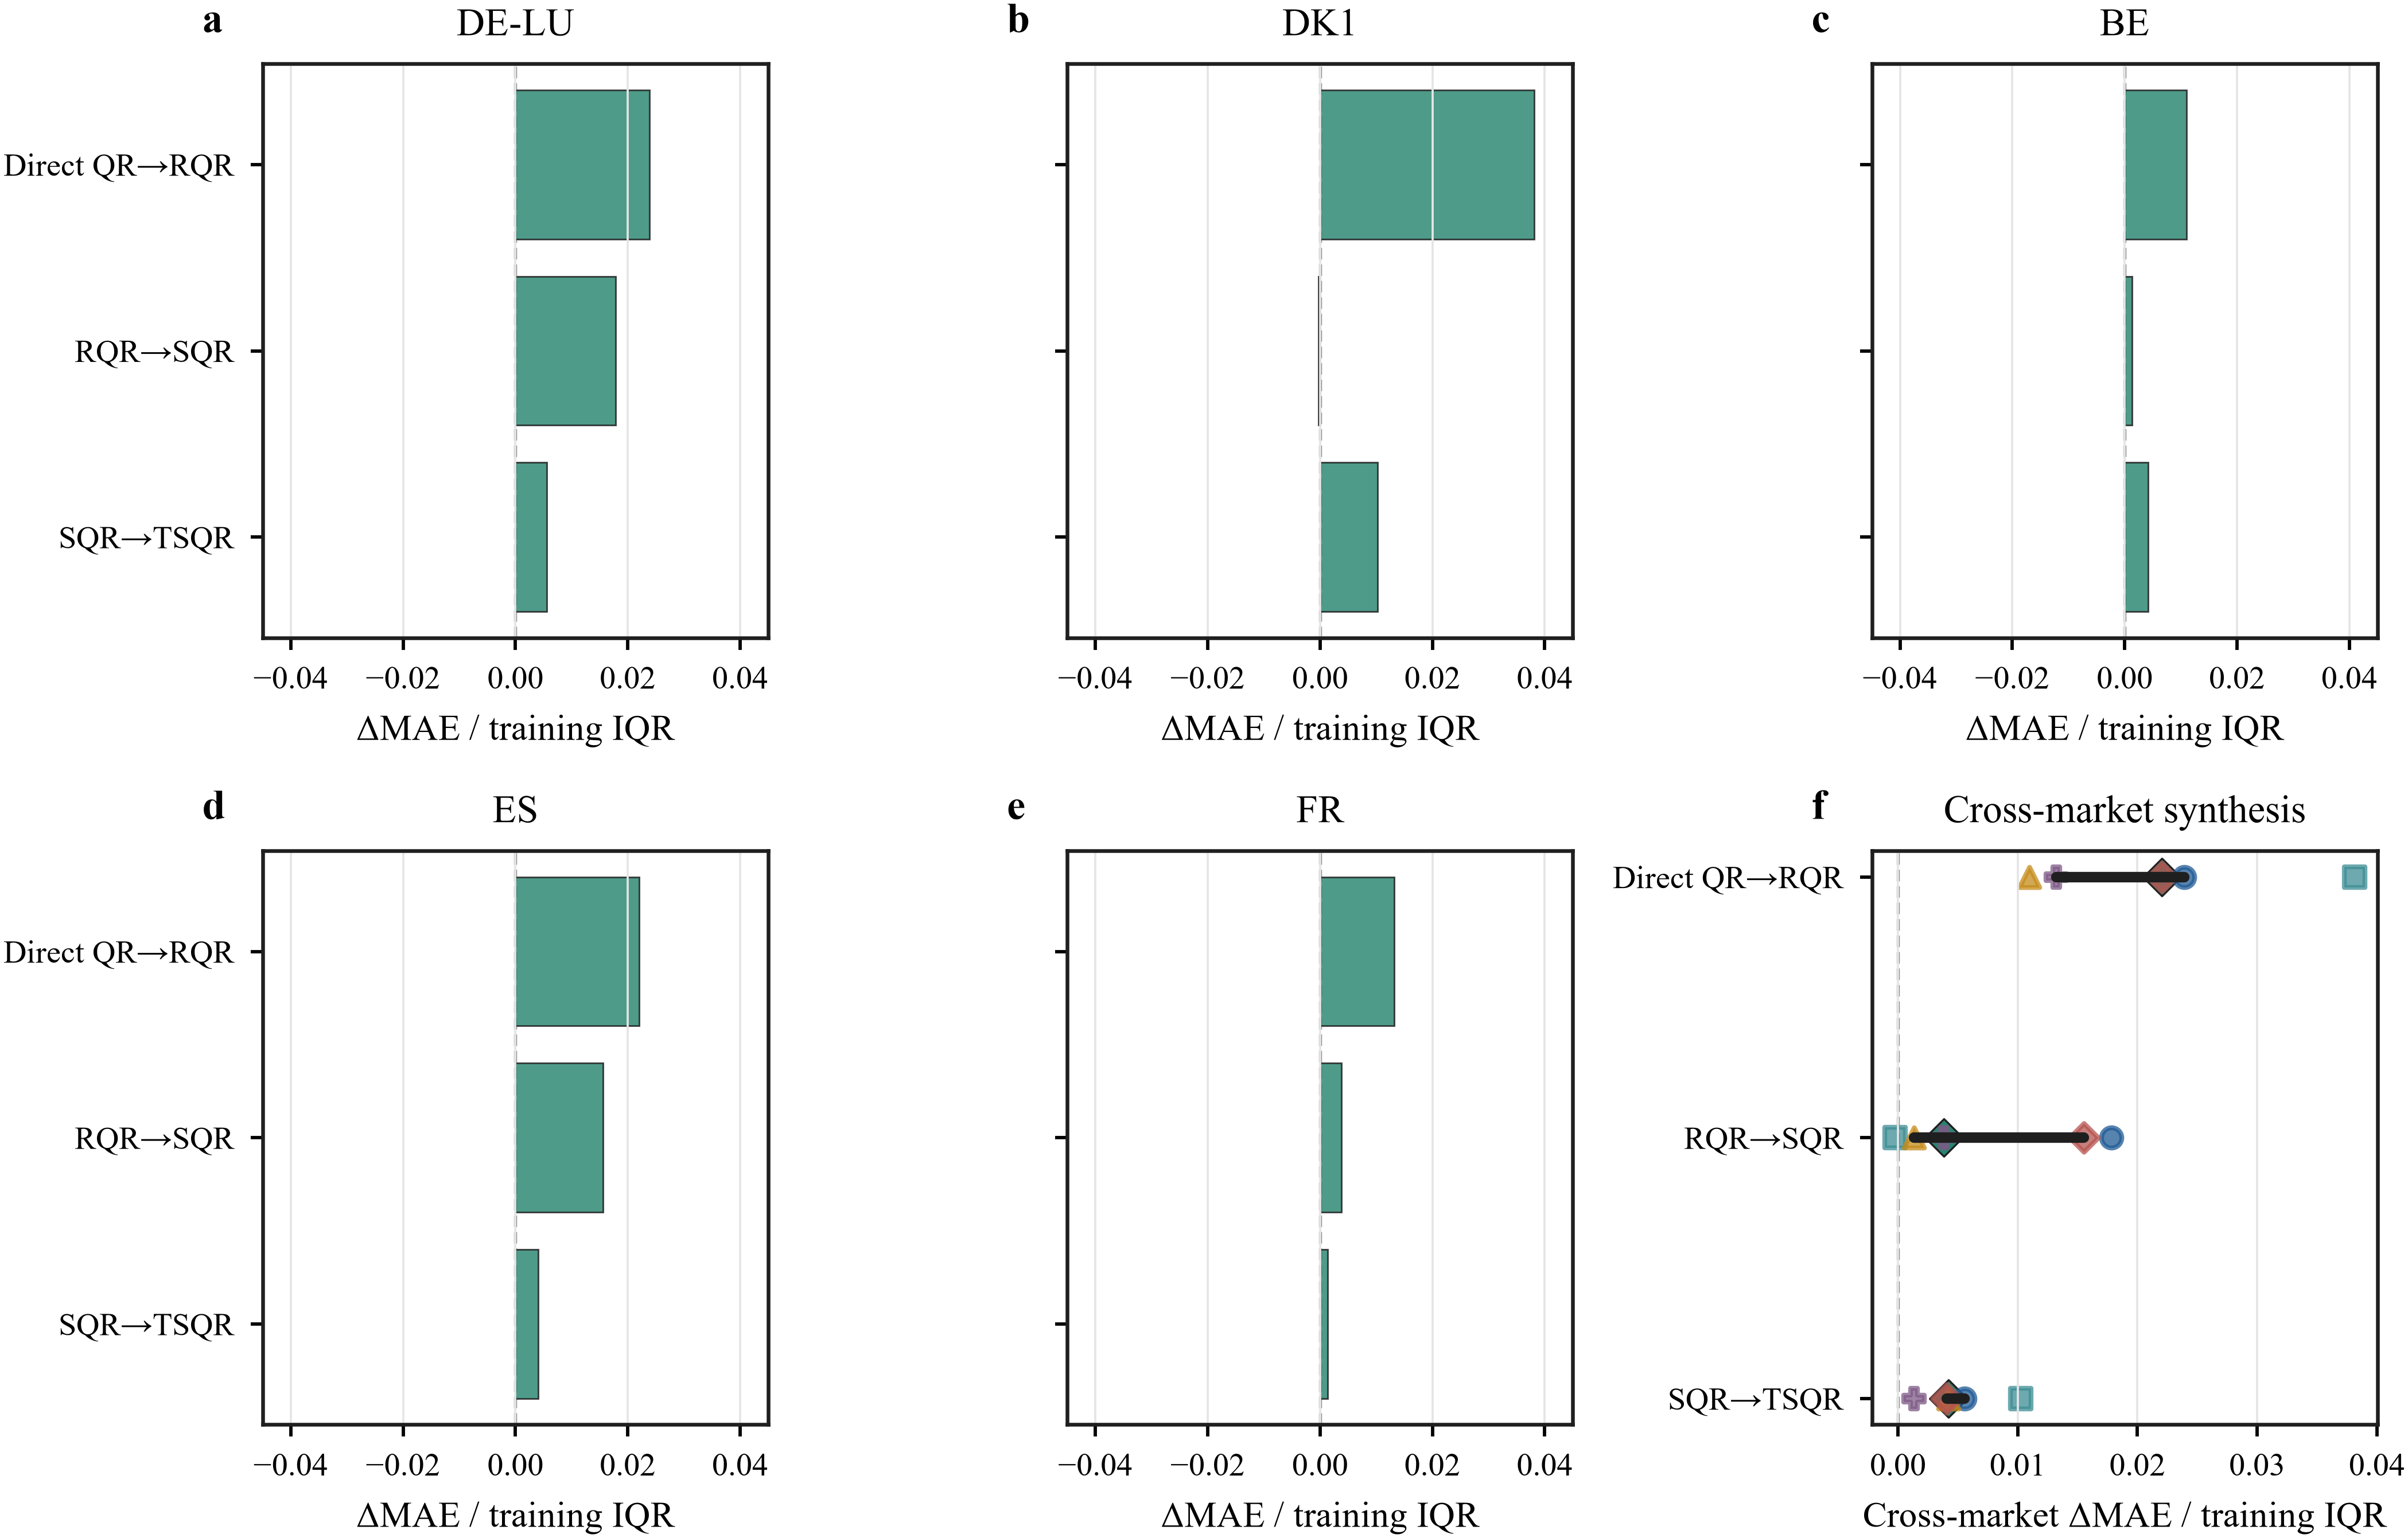 a DE-LU
Direct QR→RQR
RQR→SQR
SQR→TSQR
−0.04 −0.02 0.00 0.02 0.04
ΔMAE / training IQR
b DK1
−0.04 −0.02 0.00 0.02 0.04
ΔMAE / training IQR
c BE
−0.04 −0.02 0.00 0.02 0.04
ΔMAE / training IQR
d ES
Direct QR→RQR
RQR→SQR
SQR→TSQR
−0.04 −0.02 0.00 0.02 0.04
ΔMAE / training IQR
e FR
−0.04 −0.02 0.00 0.02 0.04
ΔMAE / training IQR
f Cross-market synthesis
Direct QR→RQR
RQR→SQR
SQR→TSQR
0.00 0.01 0.02 0.03 0.04
Cross-market ΔMAE / training IQR